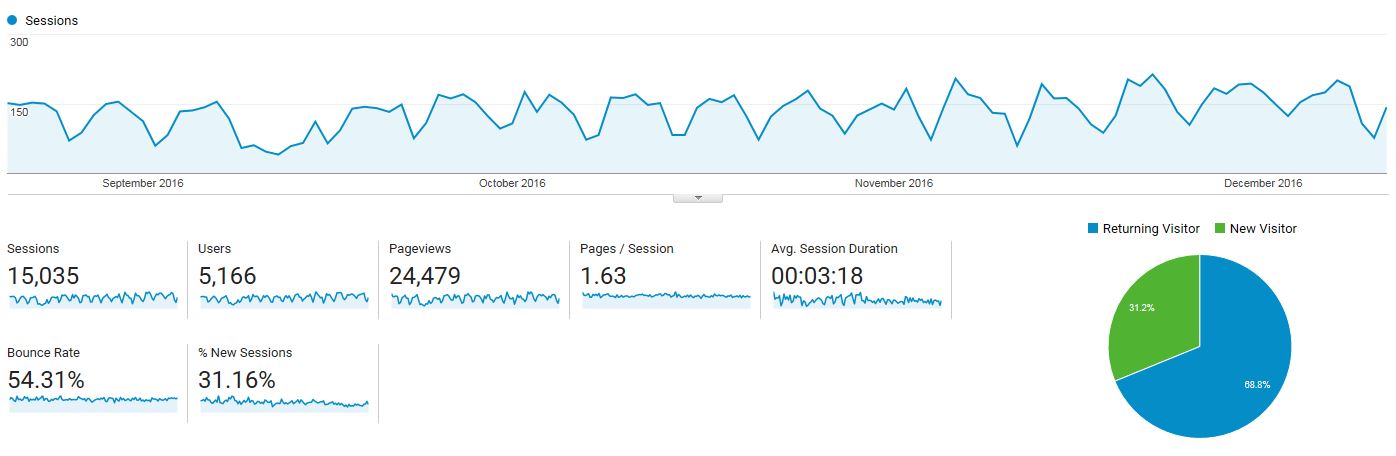 Sessions
300
150
September 2016 October 2016 November 2016 December 2016
Returning Visitor New Visitor
Sessions Users Pageviews Pages / Session Avg. Session Duration
15,035 5,166 24,479 1.63 00:03:18
31.2%
Bounce Rate % New Sessions
54.31% 31.16%
68.8%